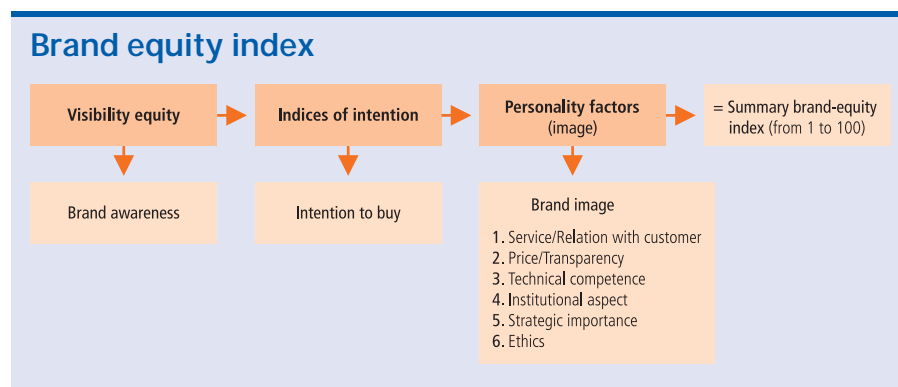 Brand equity index
Visibility equity
Indices of intention
Personality factors
(image)
= Summary brand-equity
index (from 1 to 100)
Brand awareness
Intention to buy
Brand image
1. Service/Relation with customer
2. Price/Transparency
3. Technical competence
4. Institutional aspect
5. Strategic importance
6. Ethics